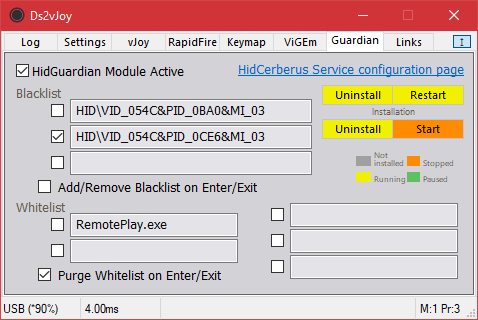 Ds2vJoy
Log Settings vJoy RapidFire Keymap ViGEm Guardian Links
HidGuardian Module Active
HidCerberus Service configuration page
Blacklist
HID\VID_054C&PID_0BA0&MI_03
HID\VID_054C&PID_0CE6&MI_03
Add/Remove Blacklist on Enter/Exit
Uninstall Restart
Installation
Uninstall Start
Not installed Stopped
Running Paused
Whitelist
RemotePlay.exe
Purge Whitelist on Enter/Exit
USB (*90%) 4.00ms M:1 Pr:3